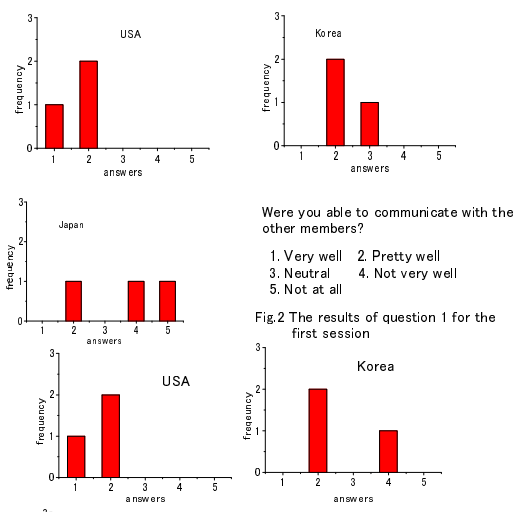 3
USA
2
frequency
1
0
1 2 3 4 5
answers
3
Korea
2
frequency
1
0
1 2 3 4 5
answers
3
Japan
2
frequency
1
0
1 2 3 4 5
answers
Were you able to communicate with the
other members?
1. Very well 2. Pretty well
3. Neutral 4. Not very well
5. Not at all
Fig.2 The results of question 1 for the
first session
3
USA
2
frequency
1
0
1 2 3 4 5
answers
3
Korea
2
freqeuncy
1
0
1 2 3 4 5
answers